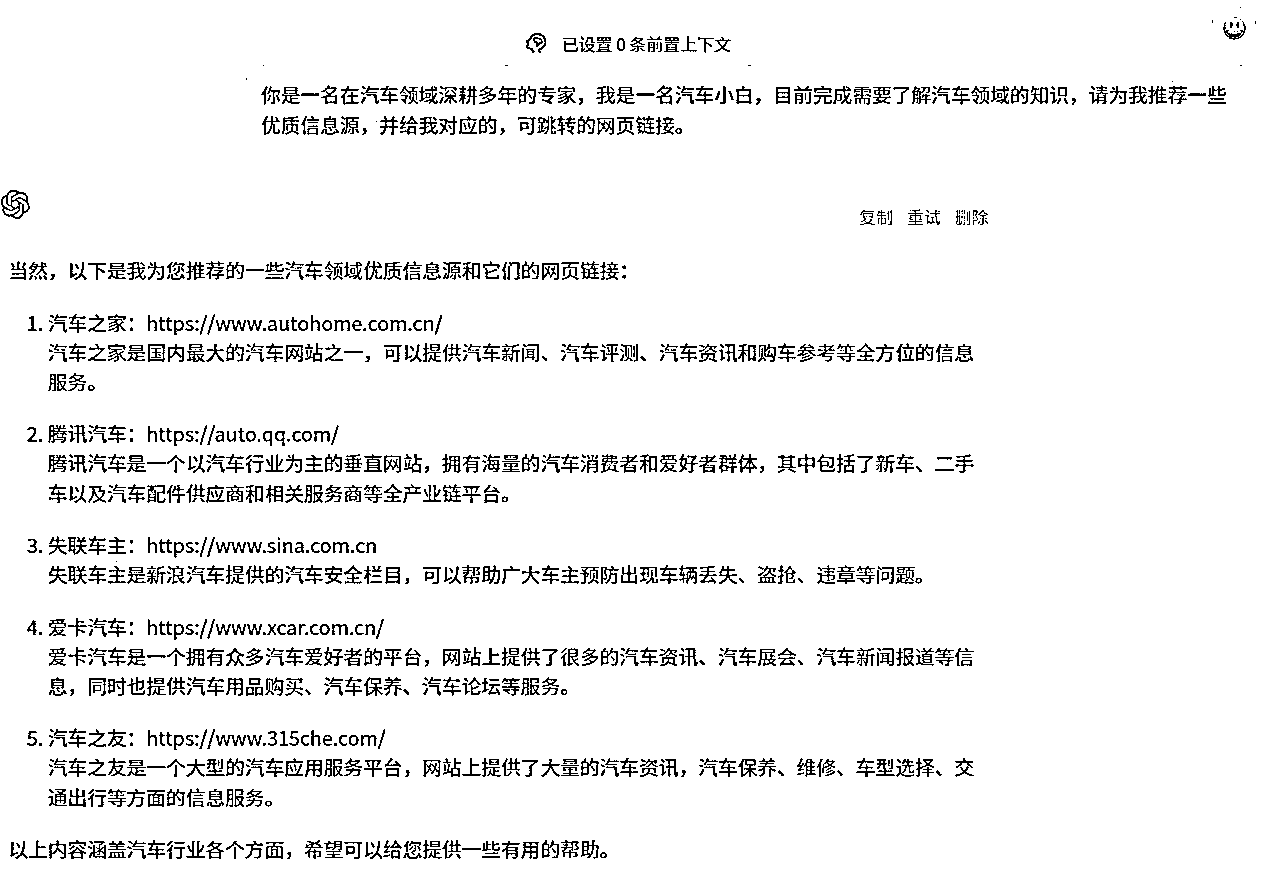 已设置 0 条前置上下文
你是一名在汽车领域深耕多年的专家，我是一名汽车小白，目前完成需要了解汽车领域的知识，请为我推荐一些
优质信息源，并给我对应的，可跳转的网页链接。
复制 重试 删除
当然，以下是我为您推荐的一些汽车领域优质信息源和它们的网页链接：
1. 汽车之家：https://www.autohome.com.cn/
汽车之家是国内最大的汽车网站之一，可以提供汽车新闻、汽车评测、汽车资讯和购车参考等全方位的信息
服务。
2. 腾讯汽车：https://auto.qq.com/
腾讯汽车是一个以汽车行业为主的垂直网站，拥有海量的汽车消费者和爱好者群体，其中包括了新车、二手
车以及汽车配件供应商和相关服务商等全产业链平台。
3. 失联车主：https://www.sina.com.cn
失联车主是新浪汽车提供的汽车安全栏目，可以帮助广大车主预防出现车辆丢失、盗抢、违章等问题。
4. 爱卡汽车：https://www.xcar.com.cn/
爱卡汽车是一个拥有众多汽车爱好者的平台，网站上提供了很多的汽车资讯、汽车展会、汽车新闻报道等信
息，同时也提供汽车用品购买、汽车保养、汽车论坛等服务。
5. 汽车之友：https://www.315che.com/
汽车之友是一个大型的汽车应用服务平台，网站上提供了大量的汽车资讯，汽车保养、维修、车型选择、交
通出行等方面的信息服务。
以上内容涵盖汽车行业各个方面，希望可以给您提供一些有用的帮助。